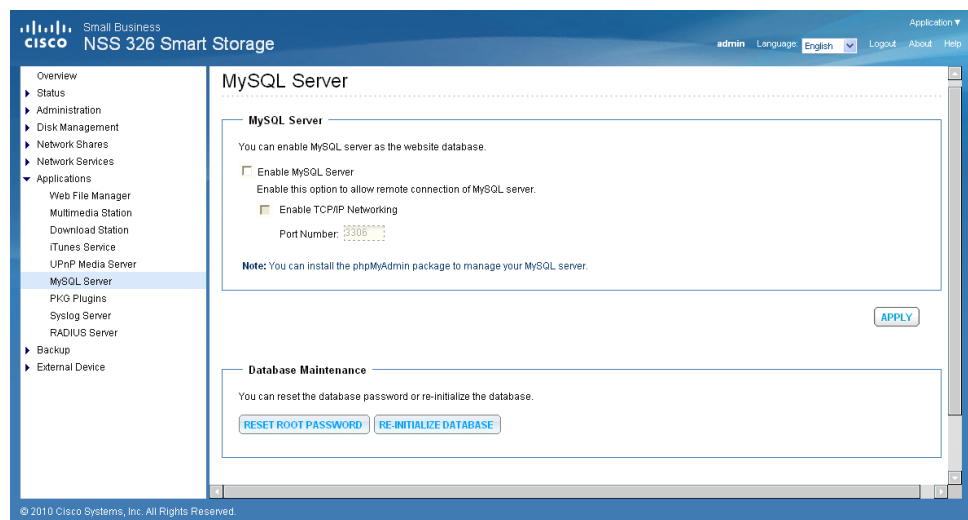 Small Business
CISCO NSS 326 Smart Storage
Application▼
admin Language: English Logout About Help
Overview
Status
Administration
Disk Management
Network Shares
Network Services
Applications
Web File Manager
Multimedia Station
Download Station
iTunes Service
UPnP Media Server
MySQL Server
PKG Plugins
Syslog Server
RADIUS Server
Backup
External Device
MySQL Server
MySQL Server
You can enable MySQL server as the website database.
Enable MySQL Server
Enable this option to allow remote connection of MySQL server.
Enable TCP/IP Networking
Port Number: 3306
Note: You can install the phpMyAdmin package to manage your MySQL server.
APPLY
Database Maintenance
You can reset the database password or re-initialize the database.
RESET ROOT PASSWORD RE-INITIALIZE DATABASE
© 2010 Cisco Systems, Inc. All Rights Reserved.